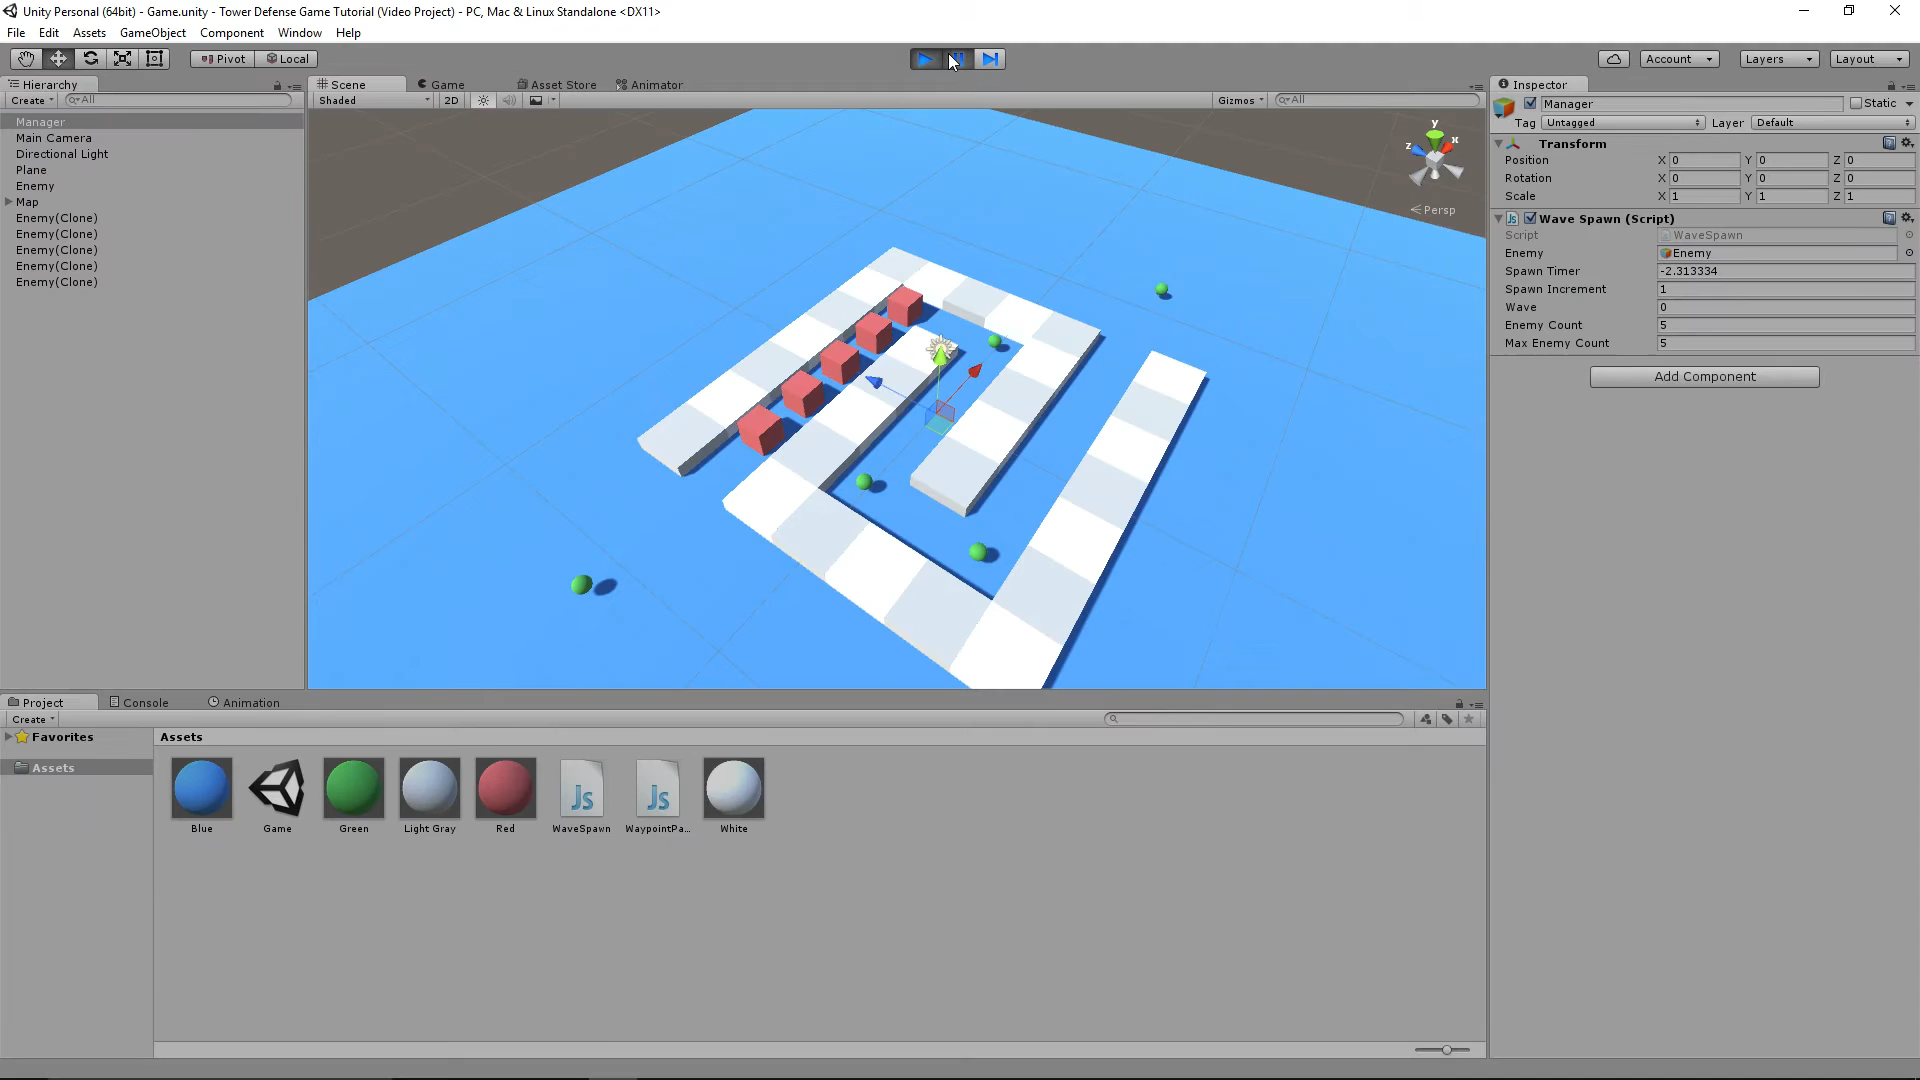 Unity Personal (64bit) - Game.unity - Tower Defense Game Tutorial (Video Project) - PC, Mac & Linux Standalone <DX11>
File Edit Assets GameObject Component Window Help
Pivot Local Account Layers Layout
Hierarchy
Create All
Manager
Main Camera
Directional Light
Plane
Enemy
Map
Enemy(Clone)
Enemy(Clone)
Enemy(Clone)
Enemy(Clone)
Enemy(Clone)
Scene Game Asset Store Animator
Shaded 2D Gizmos All
y
z x
Persp
Inspector
Manager Static
Tag Untagged Layer Default
Transform
Position X 0 Y 0 Z 0
Rotation X 0 Y 0 Z 0
Scale X 1 Y 1 Z 1
Js Wave Spawn (Script)
Script WaveSpawn
Enemy Enemy
Spawn Timer -2.313334
Spawn Increment 1
Wave 0
Enemy Count 5
Max Enemy Count 5
Add Component
Project Console Animation
Create
Favorites
Assets
Assets
Js Js
Blue Game Green Light Gray Red WaveSpawn WaypointPa... White